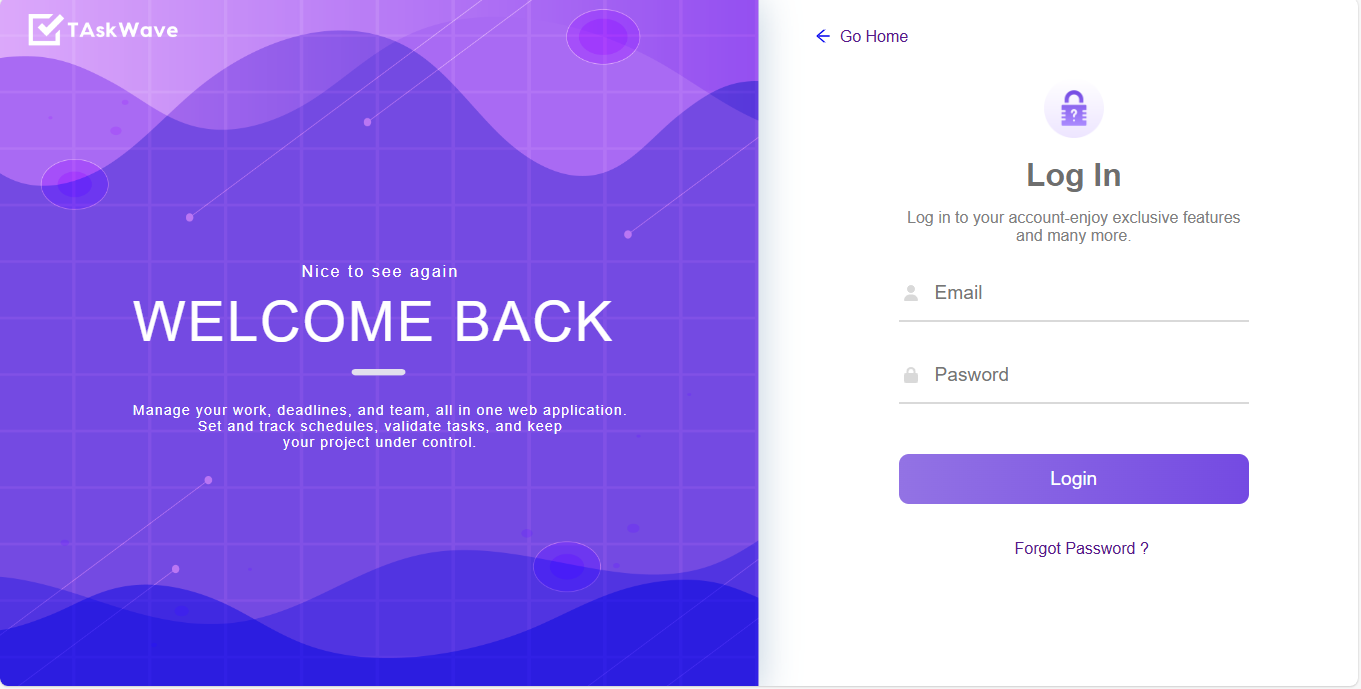 TAskWave
Nice to see again
WELCOME BACK
Manage your work, deadlines, and team, all in one web application.
Set and track schedules, validate tasks, and keep
your project under control.
Go Home
?
Log In
Log in to your account-enjoy exclusive features
and many more.
Email
Pasword
Login
Forgot Password ?